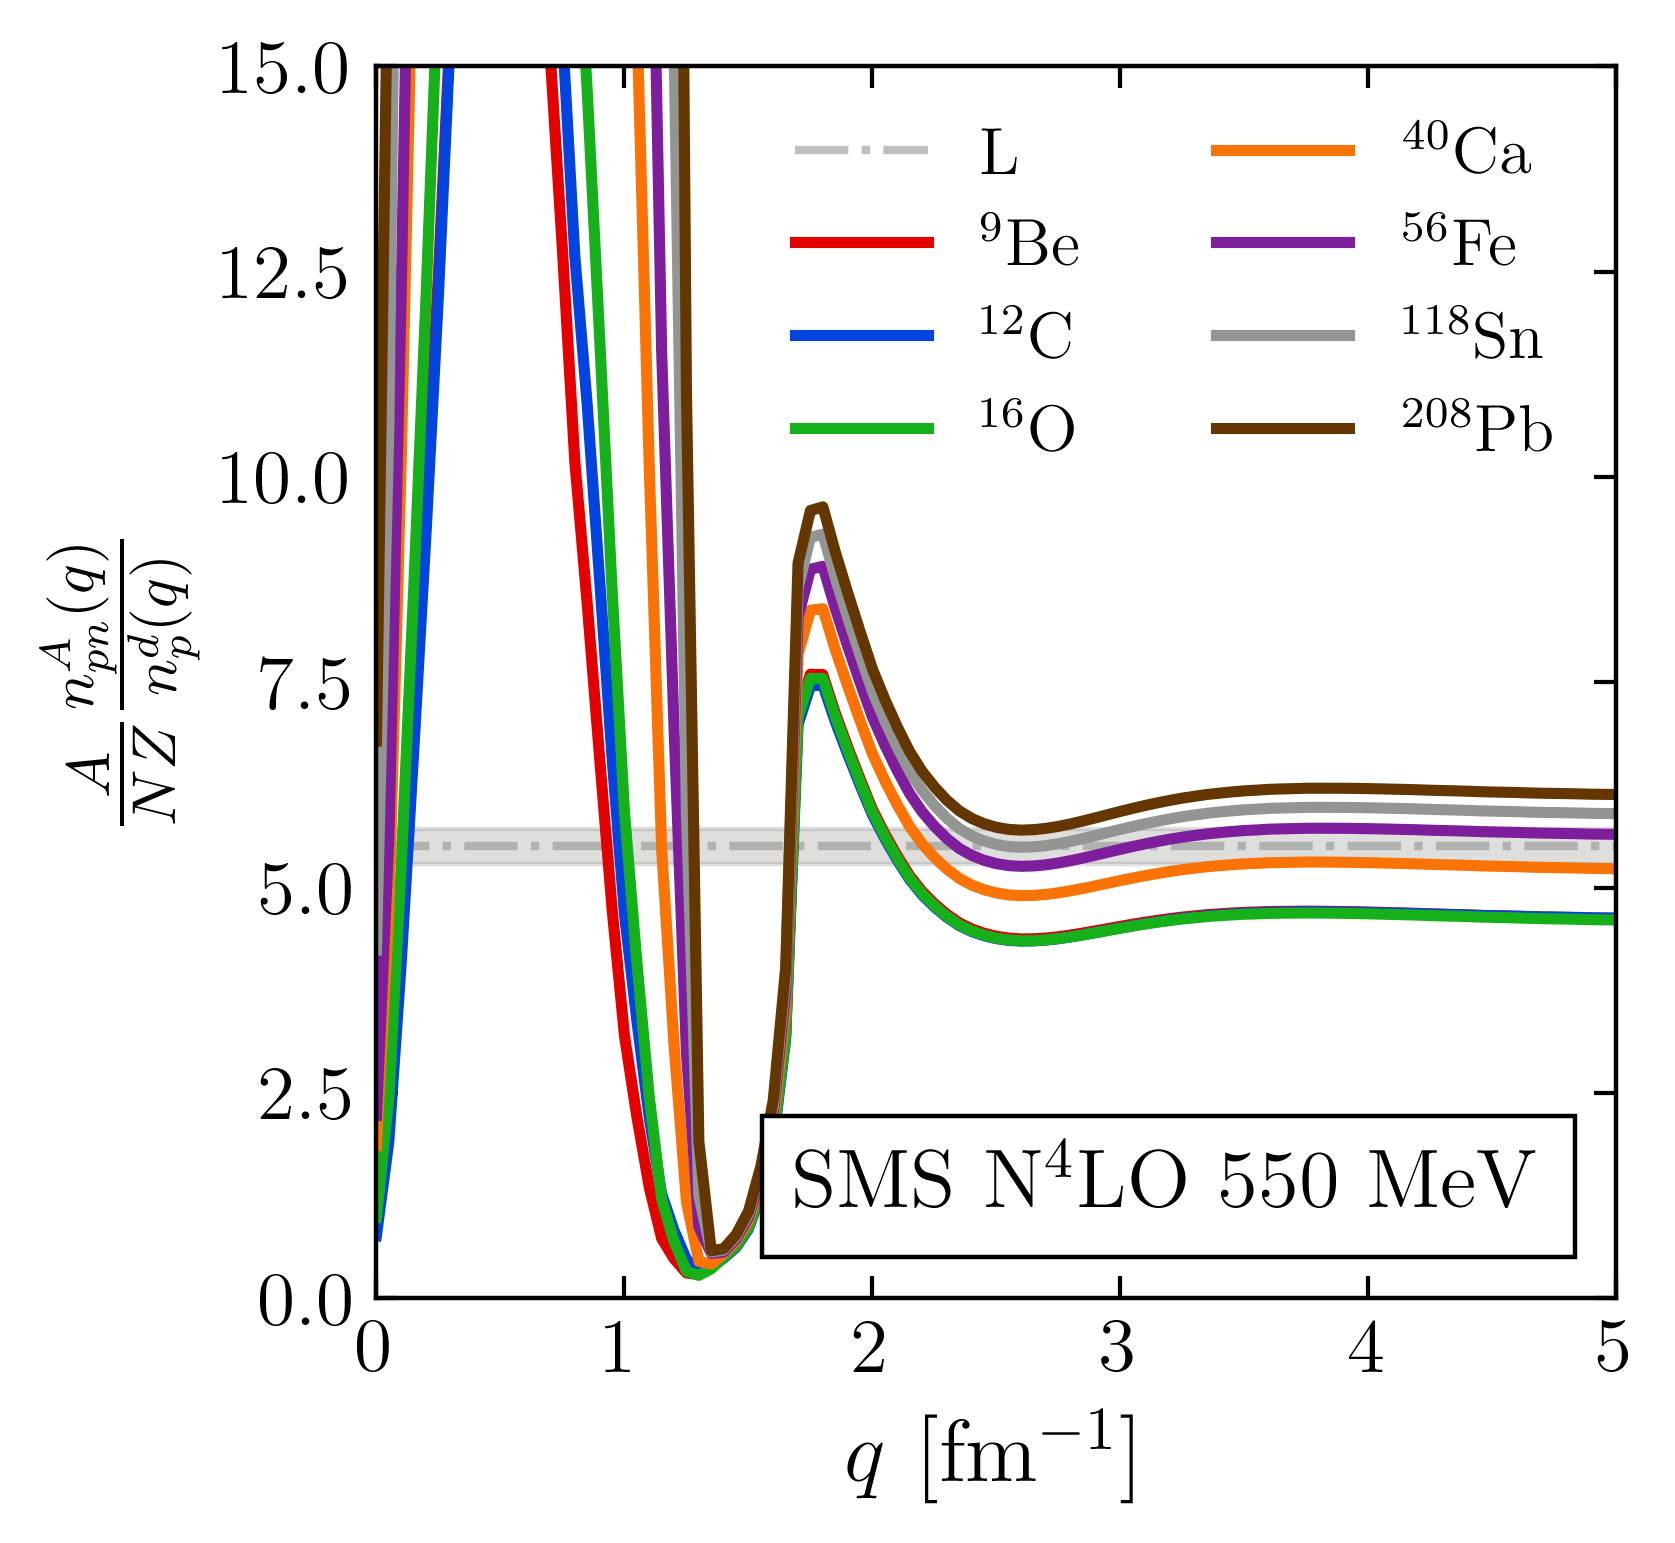 15.0
12.5
10.0
7.5
5.0
2.5
0.0
A/NZ n^A_pn(q)/n^d_p(q)
L
⁹Be
¹²C
¹⁶O
⁴⁰Ca
⁵⁶Fe
¹¹⁸Sn
²⁰⁸Pb
SMS N⁴LO 550 MeV
0 1 2 3 4 5
q [fm⁻¹]